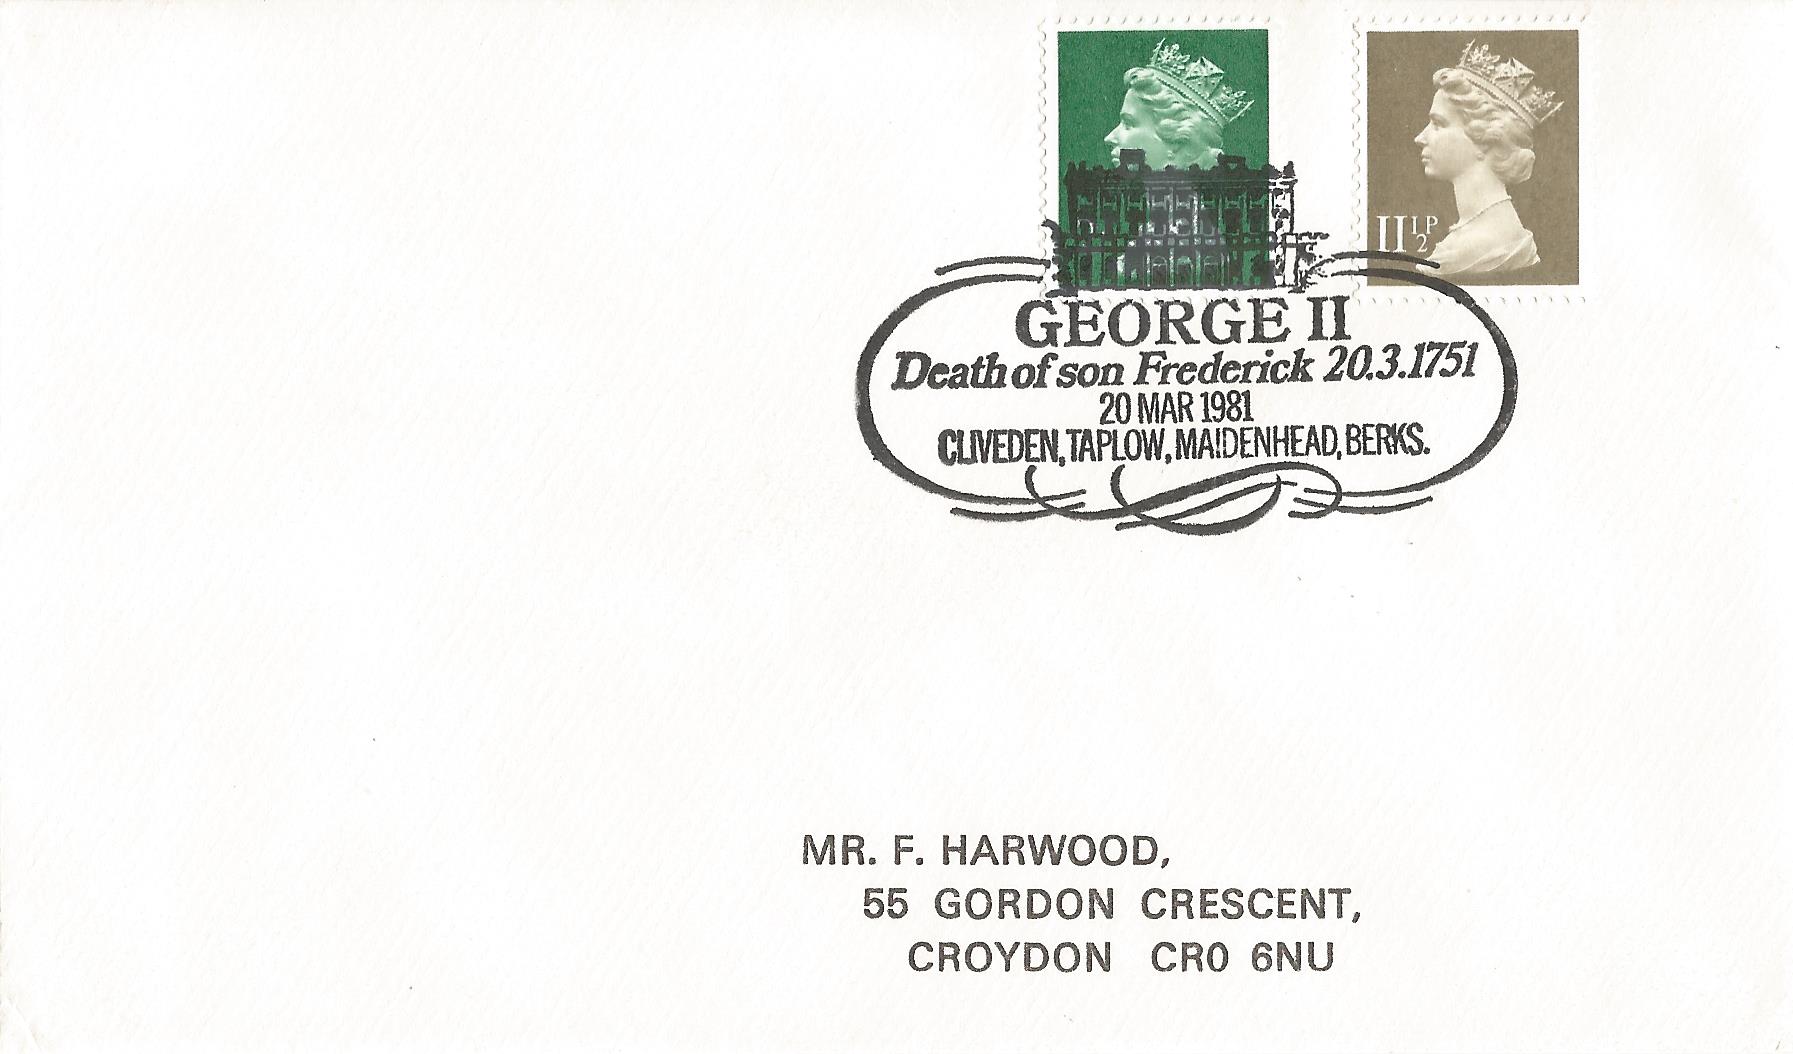 11½P
GEORGE II
Death of son Frederick 20.3.1751
20 MAR 1981
CLIVEDEN, TAPLOW, MAIDENHEAD, BERKS.
MR. F. HARWOOD,
55 GORDON CRESCENT,
CROYDON CR0 6NU